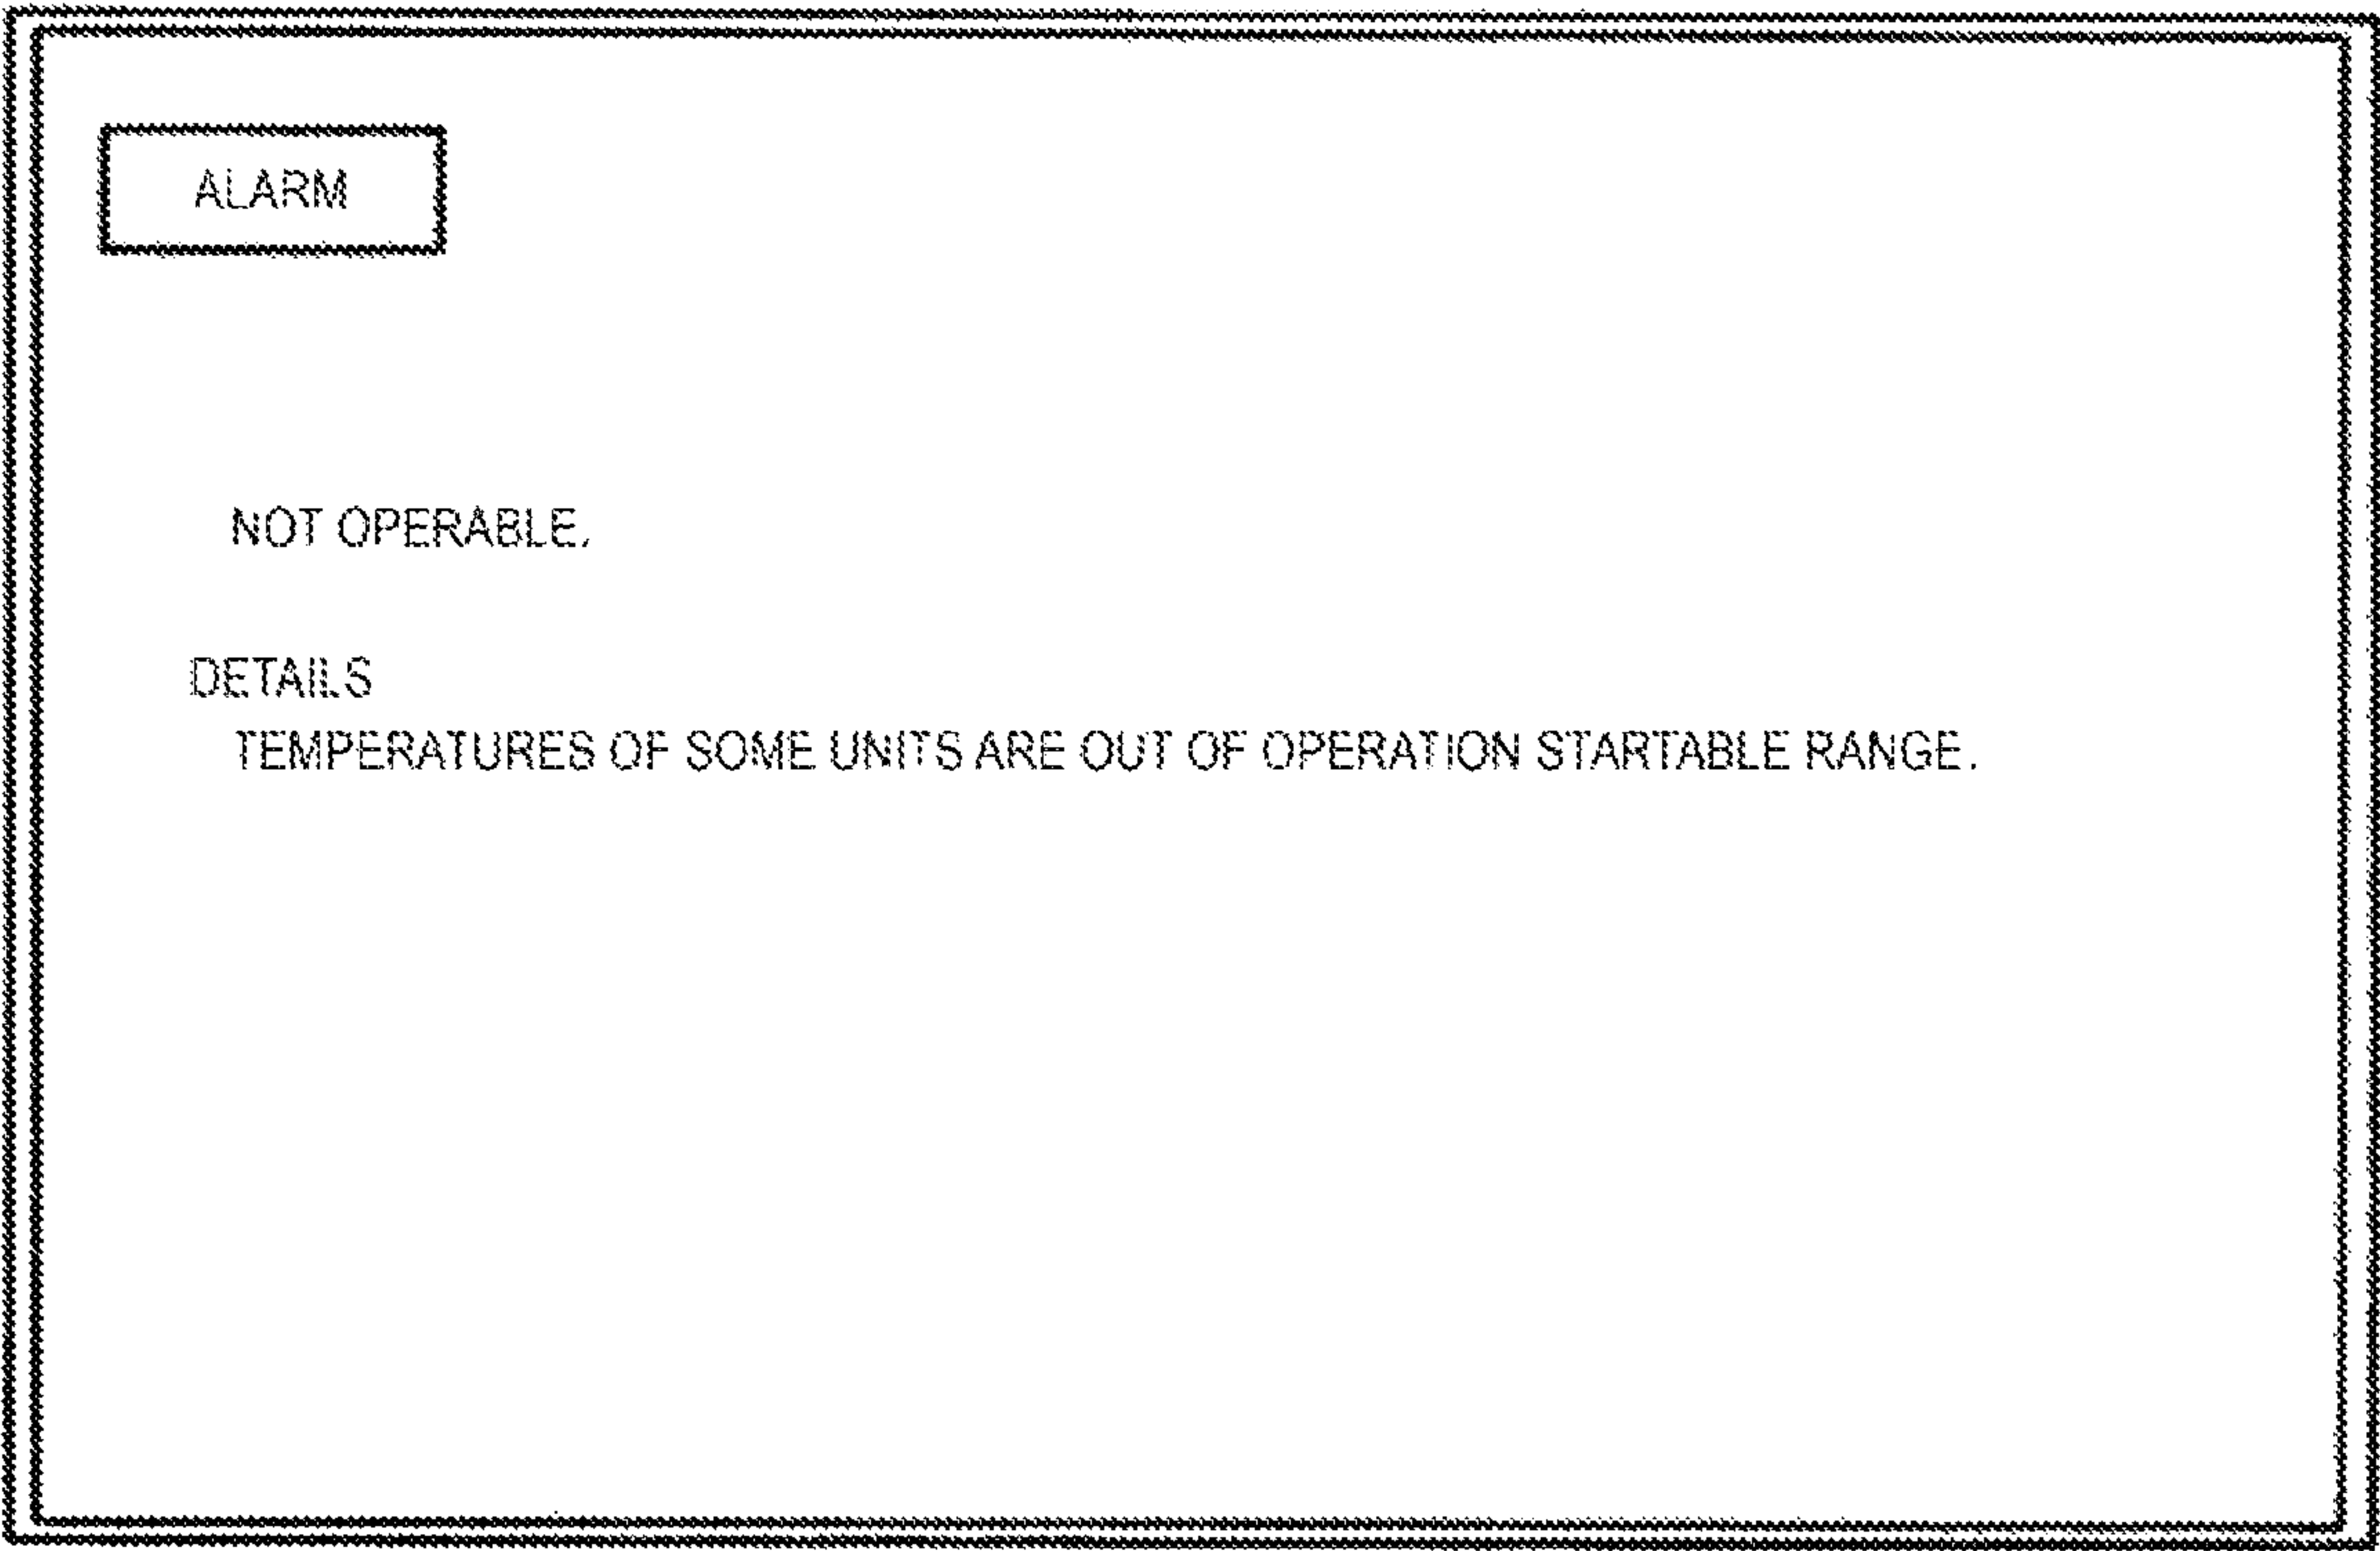 ALARM
NOT OPERABLE.
DETAILS
TEMPERATURES OF SOME UNITS ARE OUT OF OPERATION STARTABLE RANGE.